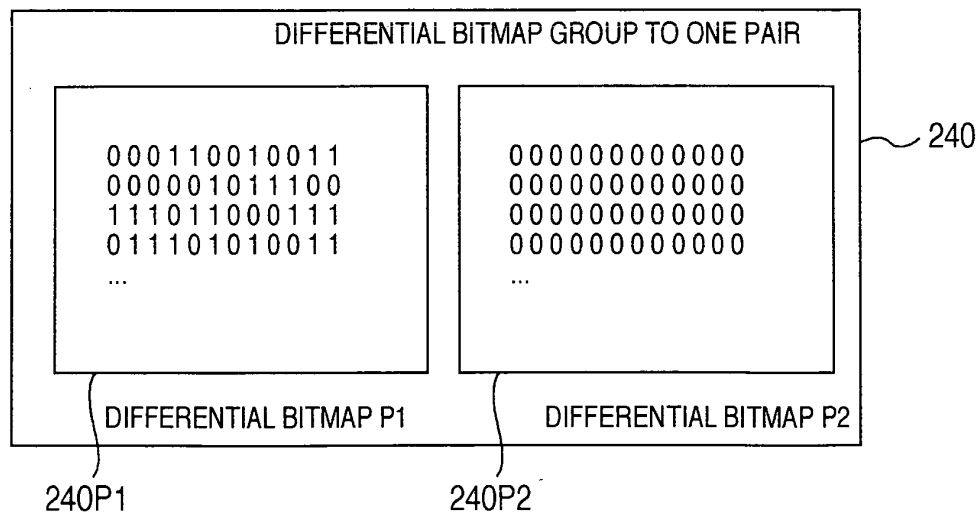 DIFFERENTIAL BITMAP GROUP TO ONE PAIR
240
000110010011
000001011100
111011000111
011101010011
...
000000000000
000000000000
000000000000
000000000000
...
DIFFERENTIAL BITMAP P1
DIFFERENTIAL BITMAP P2
240P1
240P2